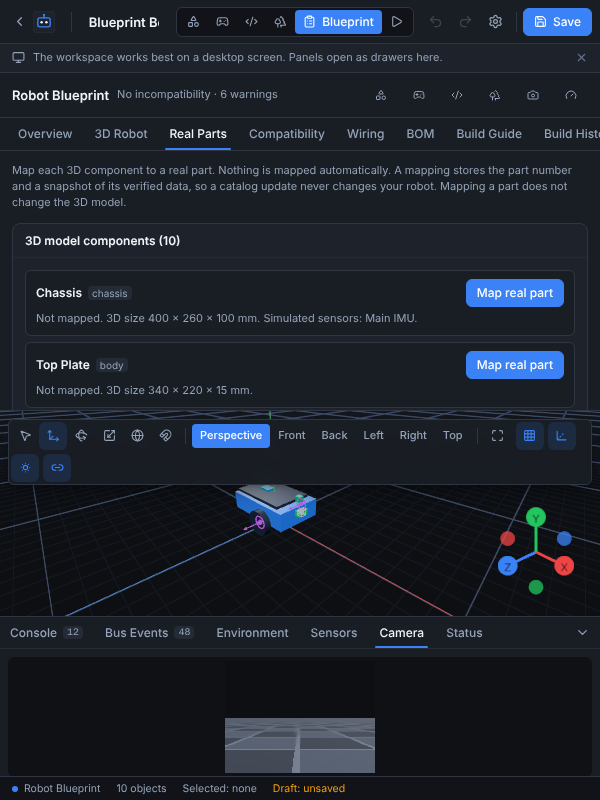 Blueprint Bo
Blueprint
Save
The workspace works best on a desktop screen. Panels open as drawers here.
Robot Blueprint No incompatibility · 6 warnings
Overview 3D Robot Real Parts Compatibility Wiring BOM Build Guide Build Histo
Map each 3D component to a real part. Nothing is mapped automatically. A mapping stores the part number
and a snapshot of its verified data, so a catalog update never changes your robot. Mapping a part does not
change the 3D model.
3D model components (10)
Chassis chassis Map real part
Not mapped. 3D size 400 × 260 × 100 mm. Simulated sensors: Main IMU.
Top Plate body Map real part
Not mapped. 3D size 340 × 220 × 15 mm.
Perspective Front Back Left Right Top
Y
Z X
Console 12 Bus Events 48 Environment Sensors Camera Status
Robot Blueprint 10 objects Selected: none Draft: unsaved